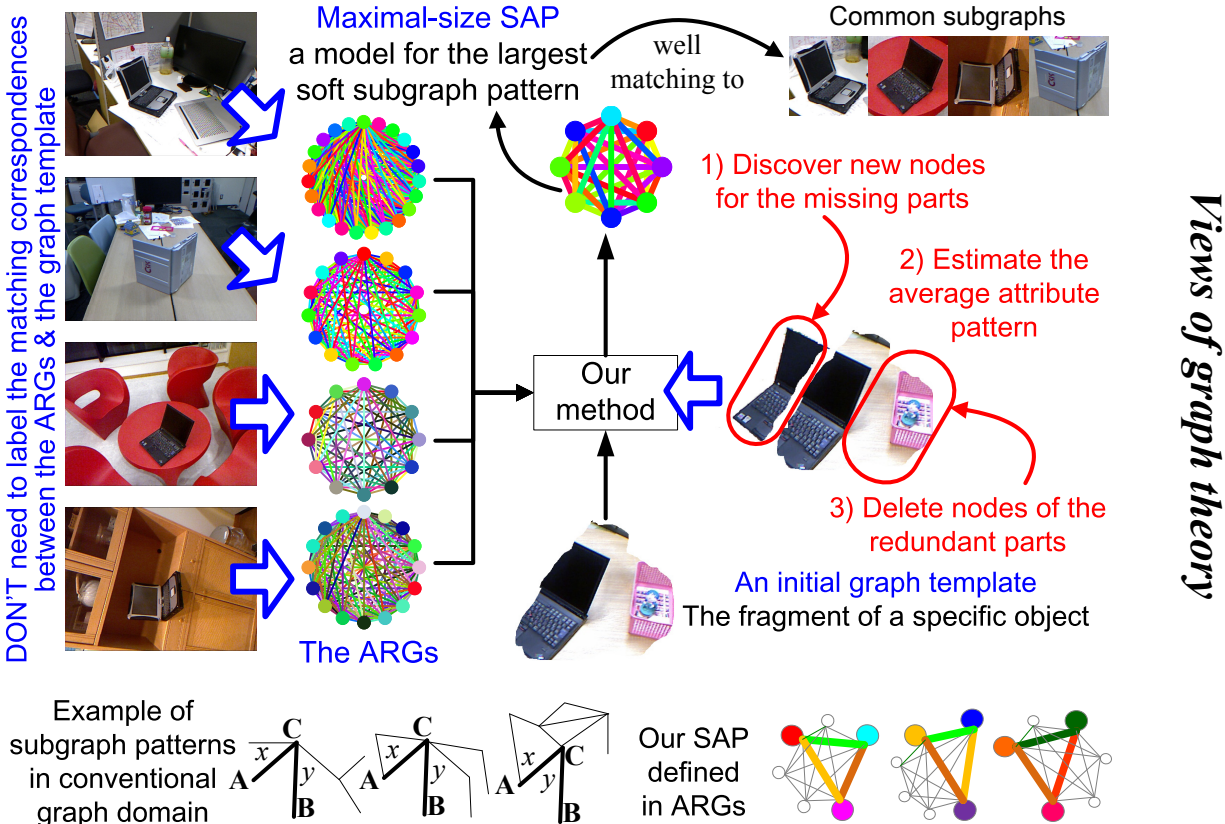 DON'T need to label the matching correspondences
between the ARGs & the graph template
Maximal-size SAP
a model for the largest
soft subgraph pattern
well
matching to
Common subgraphs
1) Discover new nodes
for the missing parts
2) Estimate the
average attribute
pattern
Our
method
3) Delete nodes of the
redundant parts
An initial graph template
The fragment of a specific object
The ARGs
Views of graph theory
Example of
subgraph patterns
in conventional
graph domain
C
x
A
y
B
C
x
A
y
B
C
x
A
y
B
Our SAP
defined
in ARGs